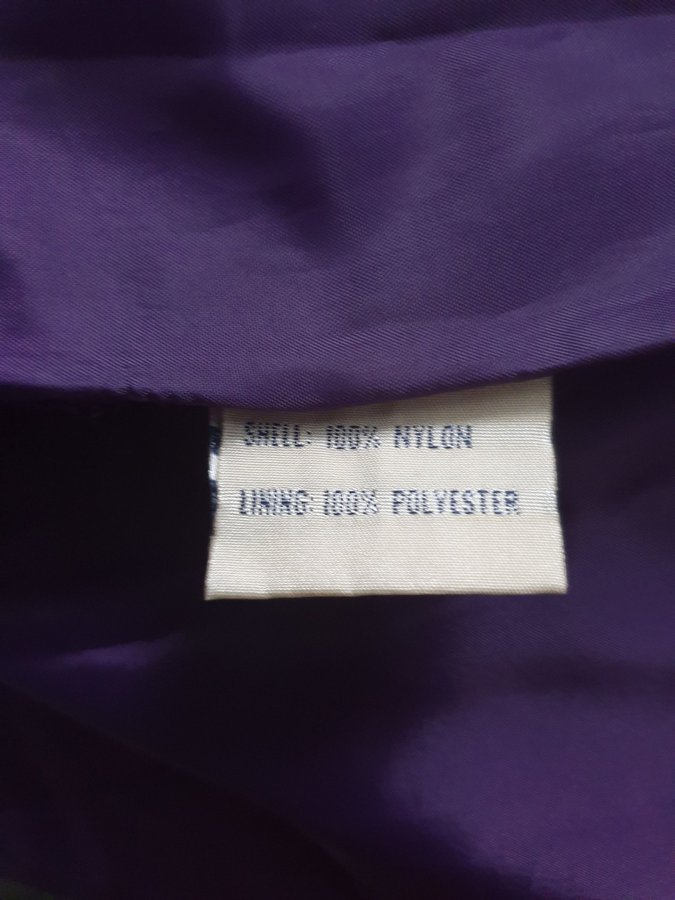 SHELL: 100% NYLON
LINING: 100% POLYESTER